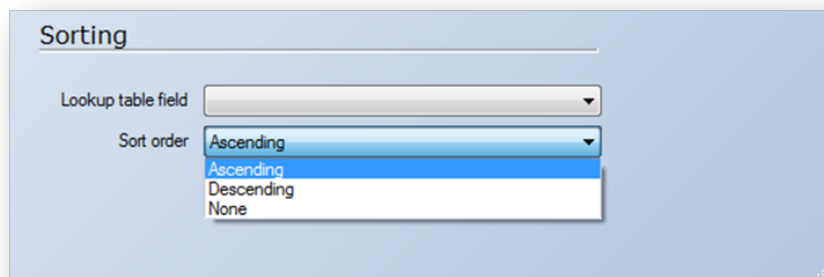 Sorting
Lookup table field
Sort order Ascending
Ascending
Descending
None